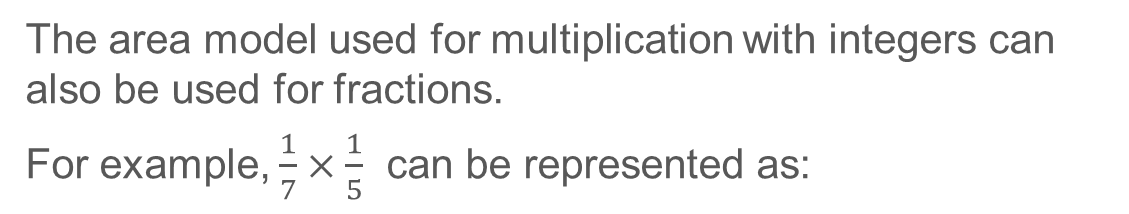 The area model used for multiplication with integers can
also be used for fractions.
For example, 1/7 × 1/5 can be represented as: